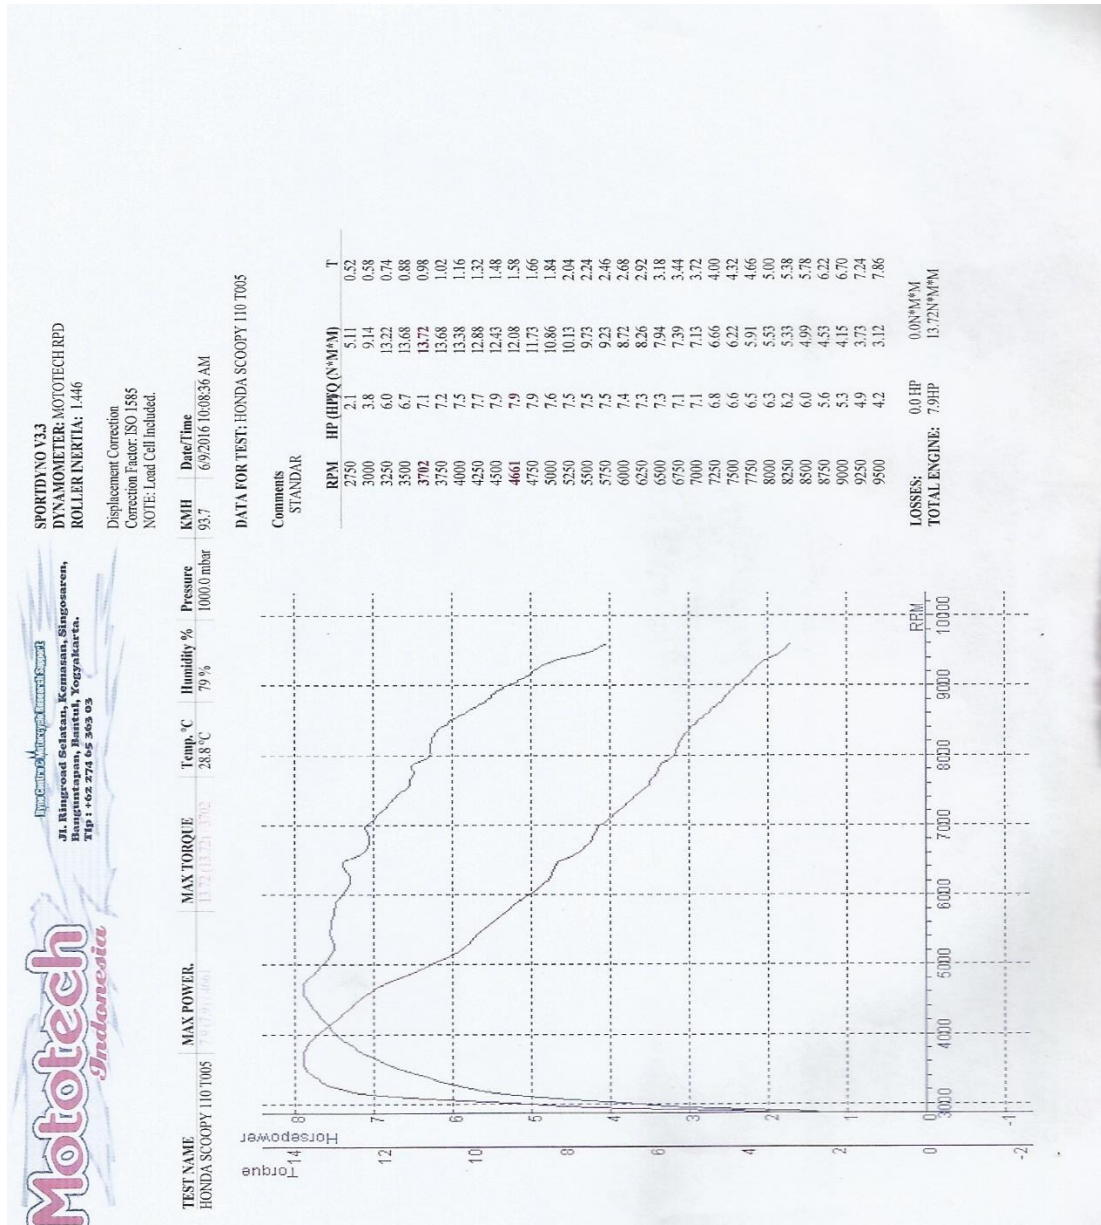 Mototech
Indonesia
Dyno Centre & Motorcycle Research Support
Jl. Ringroad Selatan, Kemasan, Singosaren,
Banguntapan, Bantul, Yogyakarta.
Tlp : +62 274 65 363 03
SPORTDYNO V3.3
DYNAMOMETER: MOTOTECH RPD
ROLLER INERTIA: 1.446
Displacement Correction
Correction Factor: ISO 1585
NOTE: Load Cell Included.
TEST NAME MAX POWER. MAX TORQUE Temp. °C Humidity % Pressure KMH Date/Time
HONDA SCOOPY 110 T005 7.9 (7.9) / 4661 13.72 (13.72) / 3702 28.8 °C 79 % 1000.0 mbar 93.7 6/9/2016 10:08:36 AM
DATA FOR TEST: HONDA SCOOPY 110 T005
Comments
STANDAR
RPM HP (HP) TQ (N*M*M) T
2750 2.1 5.11 0.52
3000 3.8 9.14 0.58
3250 6.0 13.22 0.74
3500 6.7 13.68 0.88
3702 7.1 13.72 0.98
3750 7.2 13.68 1.02
4000 7.5 13.38 1.16
4250 7.7 12.88 1.32
4500 7.9 12.43 1.48
4661 7.9 12.08 1.58
4750 7.9 11.73 1.66
5000 7.6 10.86 1.84
5250 7.5 10.13 2.04
5500 7.5 9.73 2.24
5750 7.5 9.23 2.46
6000 7.4 8.72 2.68
6250 7.3 8.26 2.92
6500 7.3 7.94 3.18
6750 7.1 7.39 3.44
7000 7.1 7.13 3.72
7250 6.8 6.66 4.00
7500 6.6 6.22 4.32
7750 6.5 5.91 4.66
8000 6.3 5.53 5.00
8250 6.2 5.33 5.38
8500 6.0 4.99 5.78
8750 5.6 4.53 6.22
9000 5.3 4.15 6.70
9250 4.9 3.73 7.24
9500 4.2 3.12 7.86
LOSSES: 0.0 HP 0.0N*M*M
TOTAL ENGINE: 7.9HP 13.72N*M*M
Torque
Horsepower
14 12 10 8 6 4 2 0 -2
8 7 6 5 4 3 2 1 0 -1
RPM
3000 4000 5000 6000 7000 8000 9000 10000